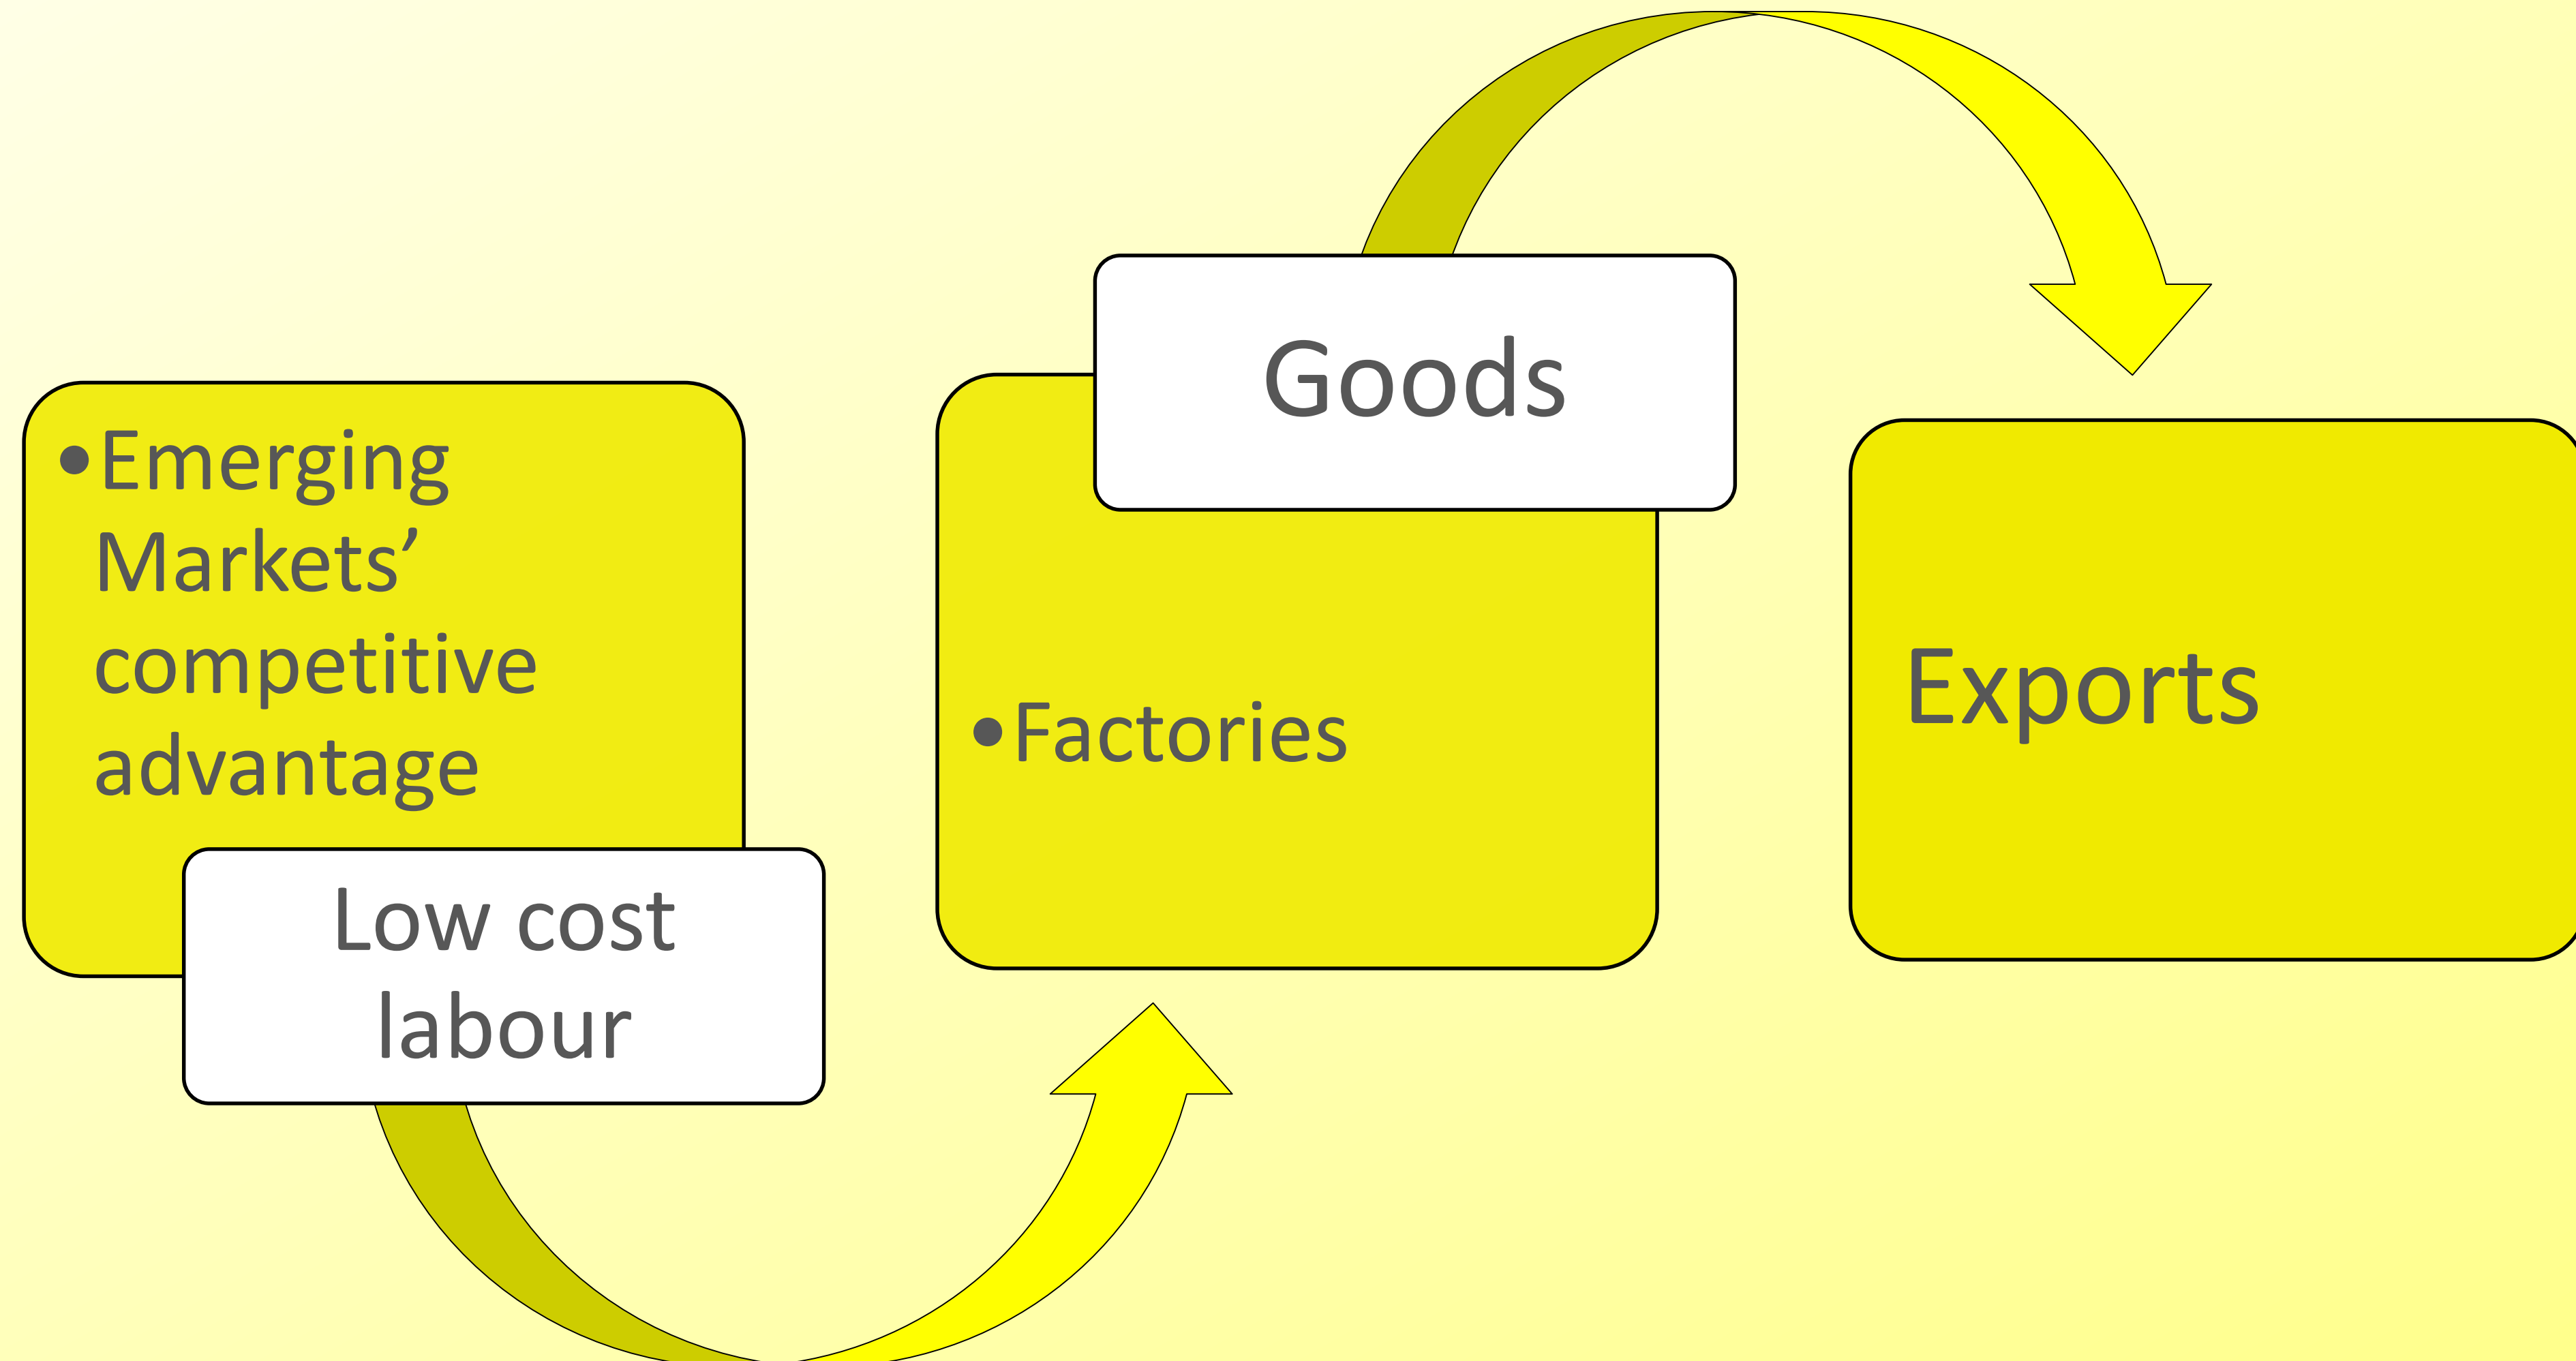 •Emerging
Markets’
competitive
advantage
Low cost
labour
Goods
•Factories
Exports